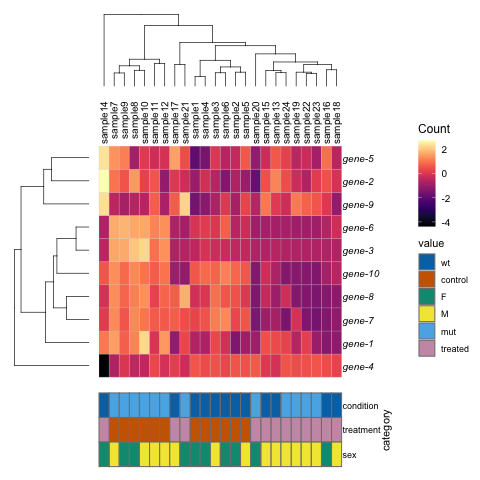 sample14
sample7
sample9
sample8
sample10
sample11
sample12
sample17
sample21
sample1
sample4
sample3
sample6
sample2
sample5
sample20
sample15
sample13
sample24
sample19
sample22
sample23
sample16
sample18
gene-5
gene-2
gene-9
gene-6
gene-3
gene-10
gene-8
gene-7
gene-1
gene-4
condition
treatment
sex
category
Count
2
0
-2
-4
value
wt
control
F
M
mut
treated